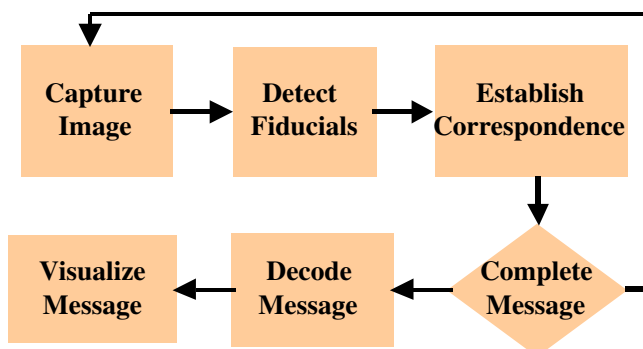 Capture
Image
Detect
Fiducials
Establish
Correspondence
Visualize
Message
Decode
Message
Complete
Message